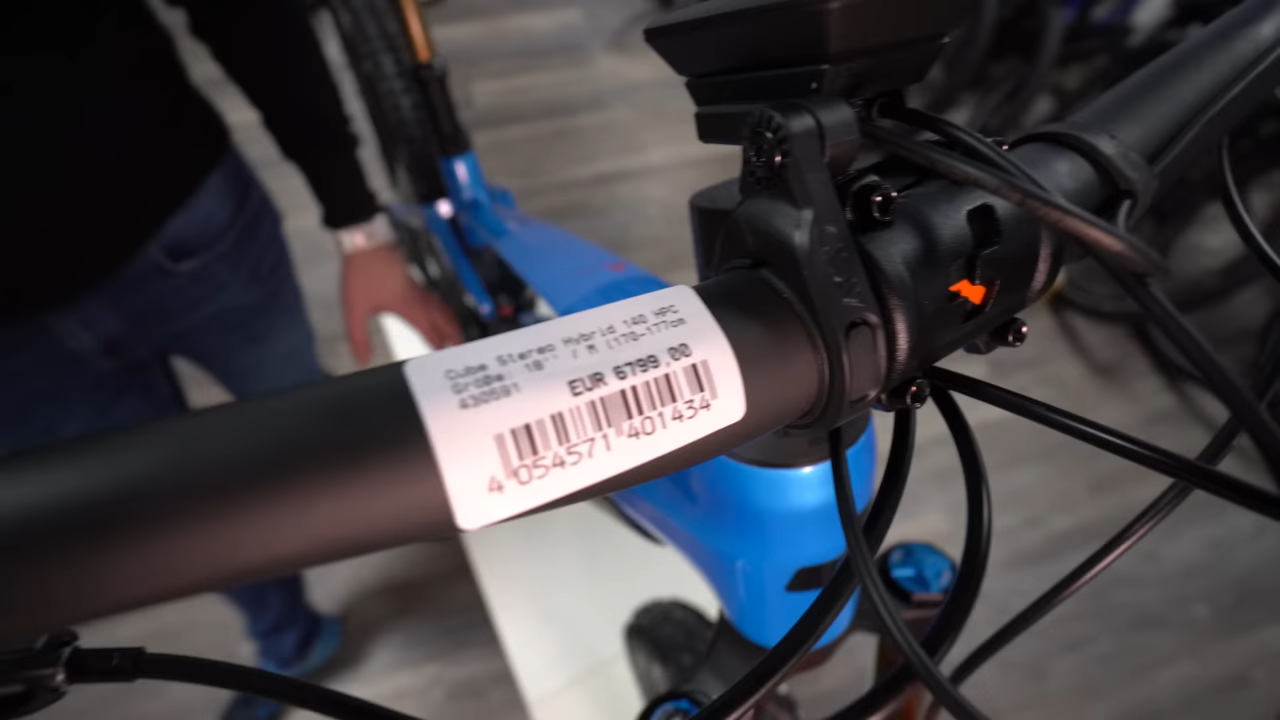 Cube Stereo Hybrid 140 HPC
Größe: 18'' / M (170-177cm
430591 EUR 6799,00
4 054571 401434